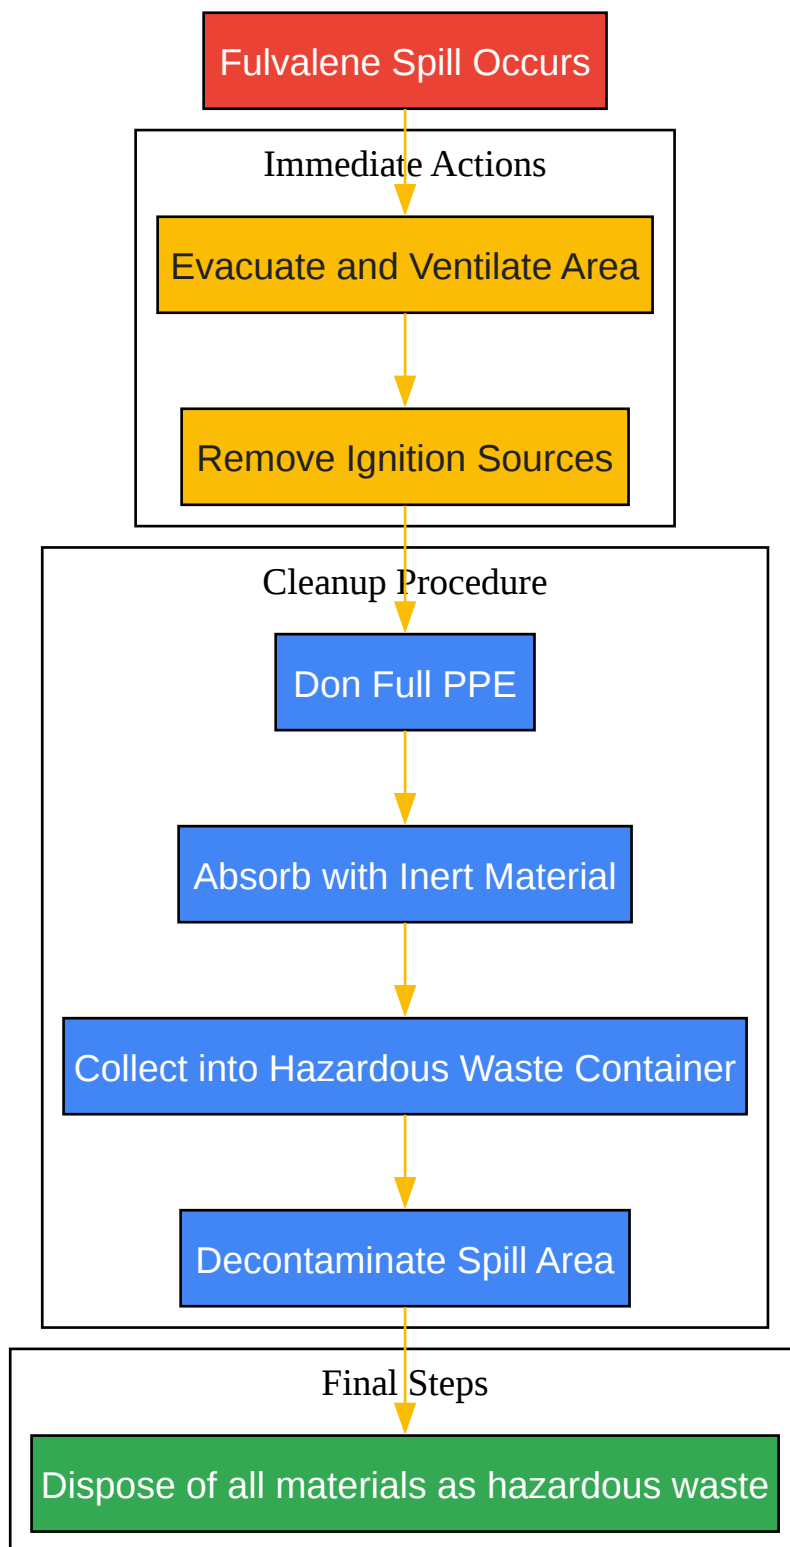 Fulvalene Spill Occurs
Immediate Actions
Evacuate and Ventilate Area
Remove Ignition Sources
Cleanup Procedure
Don Full PPE
Absorb with Inert Material
Collect into Hazardous Waste Container
Decontaminate Spill Area
Final Steps
Dispose of all materials as hazardous waste